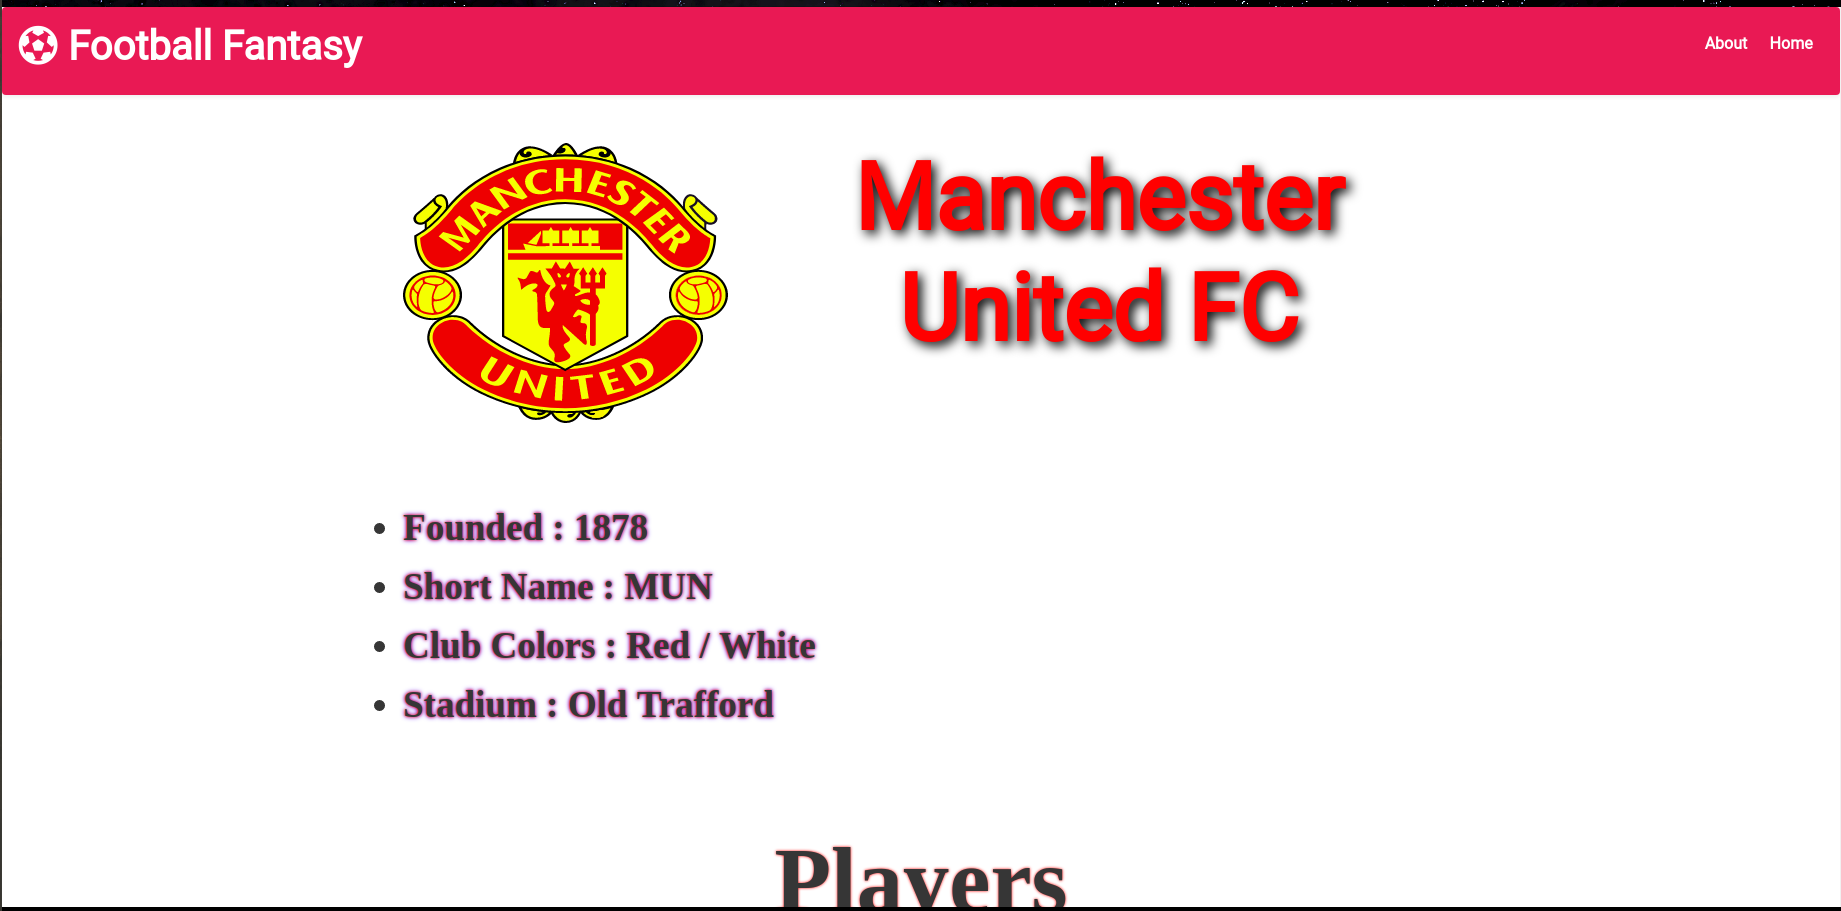 Football Fantasy
About Home
MANCHESTER
UNITED
Manchester
United FC
Founded : 1878
Short Name : MUN
Club Colors : Red / White
Stadium : Old Trafford
Players